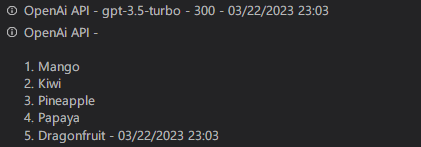 OpenAi API - gpt-3.5-turbo - 300 - 03/22/2023 23:03
OpenAi API -
1. Mango
2. Kiwi
3. Pineapple
4. Papaya
5. Dragonfruit - 03/22/2023 23:03